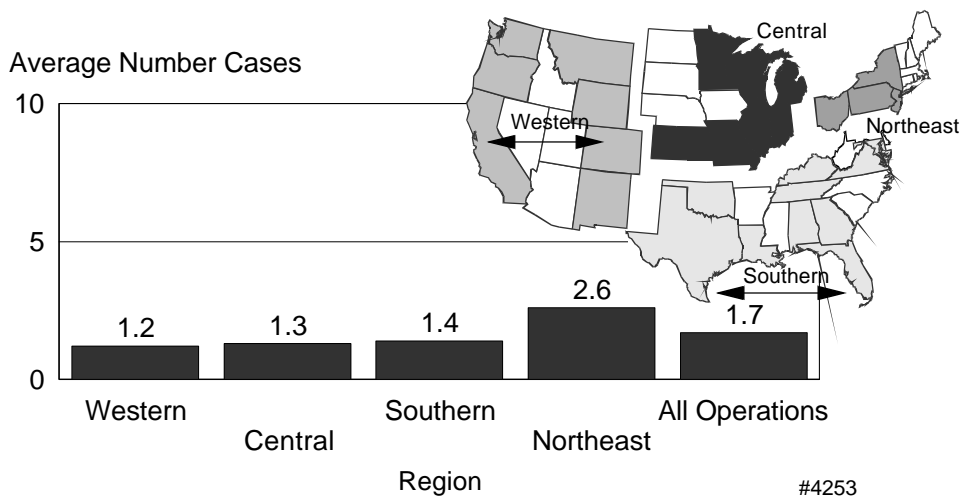 Central
Average Number Cases
10
Western
Northeast
5
Southern
2.6
1.7
1.2
1.3
1.4
0
Western
Southern
All Operations
Central
Northeast
Region
#4253